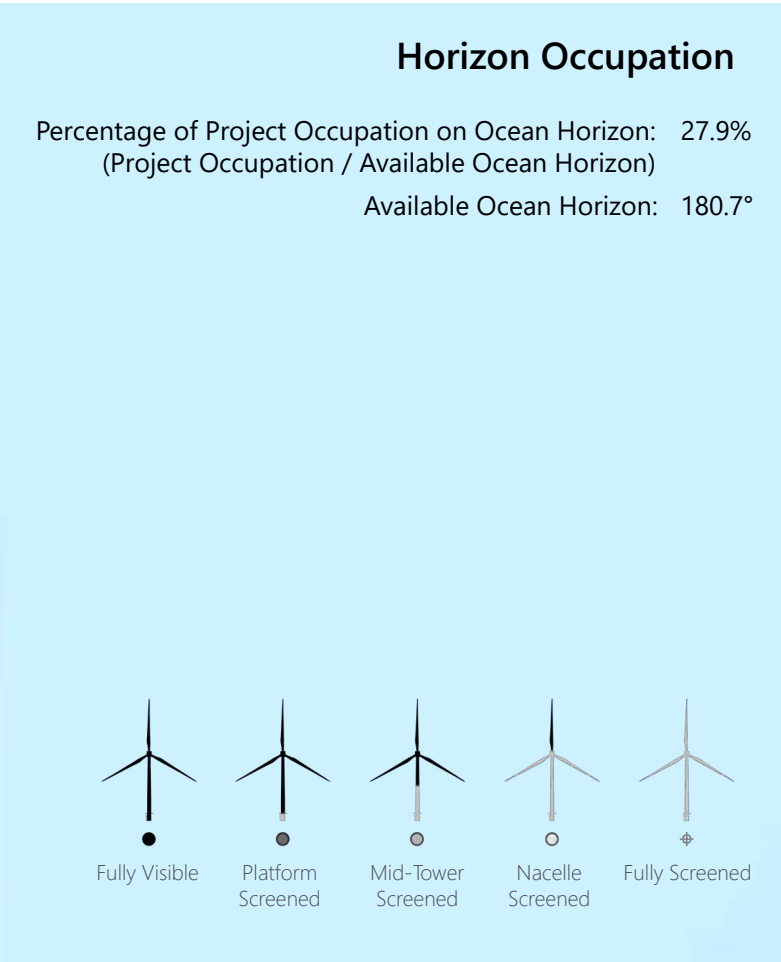 Horizon Occupation
Percentage of Project Occupation on Ocean Horizon: 27.9%
(Project Occupation / Available Ocean Horizon)
Available Ocean Horizon: 180.7°
Fully Visible
Platform
Screened
Mid-Tower
Screened
Nacelle
Screened
Fully Screened